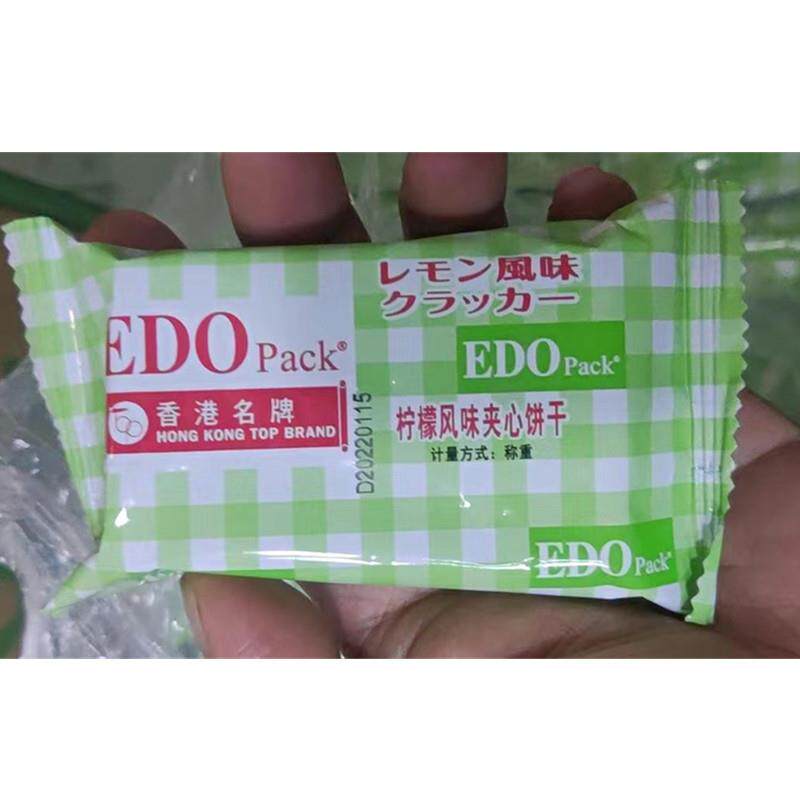 EDO Pack®
香港名牌
HONG KONG TOP BRAND
D20220115
レモン風味
クラッカー
EDO Pack®
柠檬风味夹心饼干
计量方式：称重
EDO Pack®